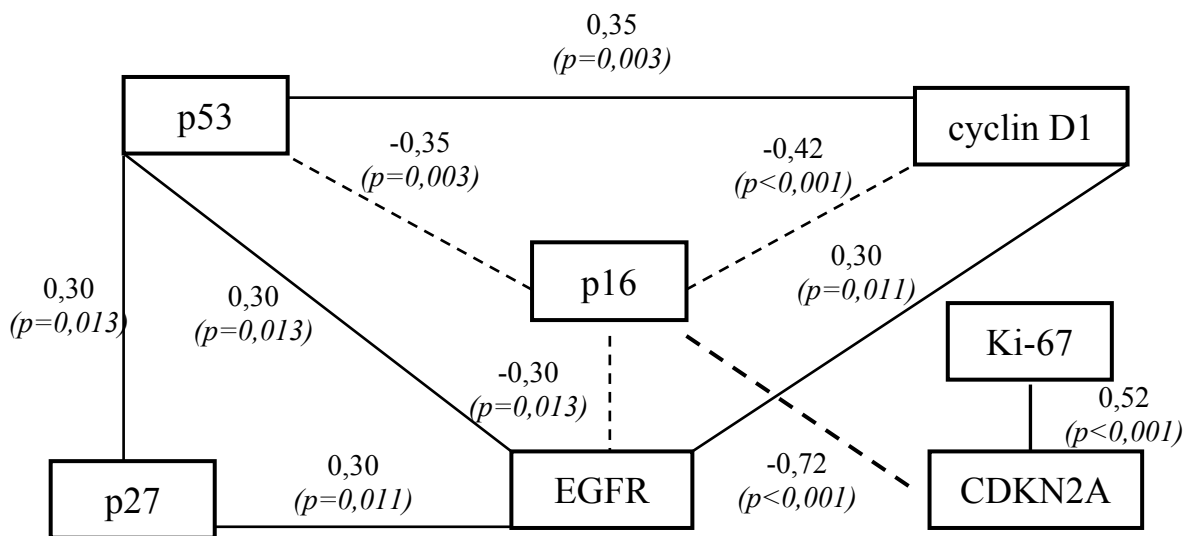 0,35
(p=0,003)
p53
cyclin D1
-0,35
(p=0,003)
-0,42
(p<0,001)
p16
0,30
(p=0,013)
0,30
(p=0,013)
0,30
(p=0,011)
Ki-67
-0,30
(p=0,013)
0,52
(p<0,001)
0,30
(p=0,011)
-0,72
(p<0,001)
p27
EGFR
CDKN2A